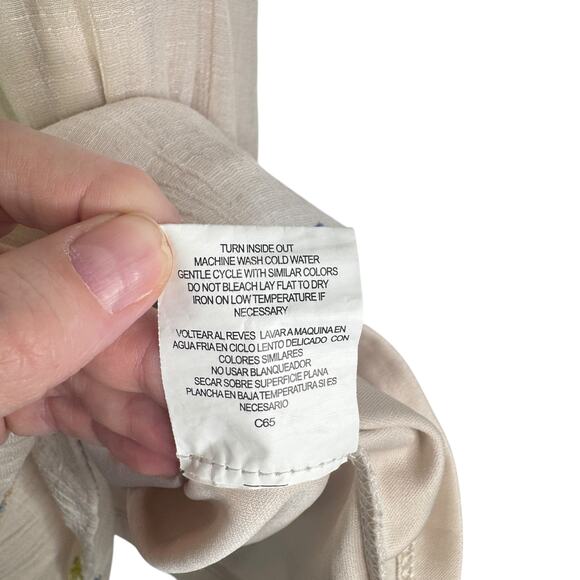 TURN INSIDE OUT
MACHINE WASH COLD WATER
GENTLE CYCLE WITH SIMILAR COLORS
DO NOT BLEACH LAY FLAT TO DRY
IRON ON LOW TEMPERATURE IF
NECESSARY
VOLTEAR AL REVES LAVAR A MAQUINA EN
AGUA FRIA EN CICLO LENTO DELICADO CON
COLORES SIMILARES
NO USAR BLANQUEADOR
SECAR SOBRE SUPERFICIE PLANA
PLANCHA EN BAJA TEMPERATURA SI ES
NECESARIO
C65